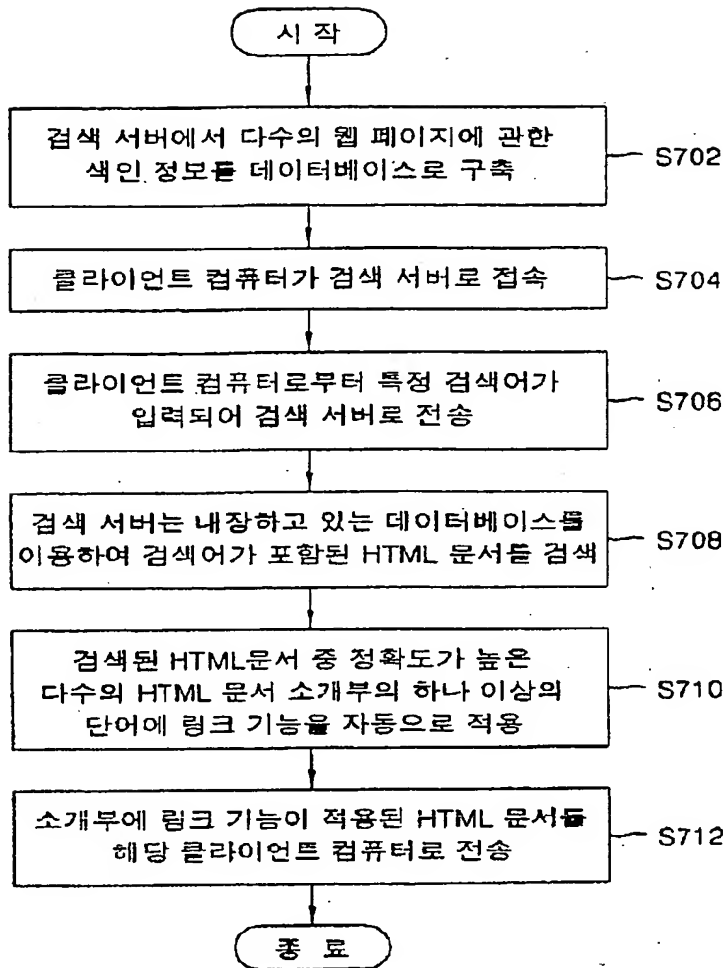 시 작
검색 서버에서 다수의 웹 페이지에 관한
색인 정보를 데이터베이스로 구축
S702
클라이언트 컴퓨터가 검색 서버로 접속
S704
클라이언트 컴퓨터로부터 특정 검색어가
입력되어 검색 서버로 전송
S706
검색 서버는 내장하고 있는 데이터베이스를
이용하여 검색어가 포함된 HTML 문서를 검색
S708
검색된 HTML문서 중 정확도가 높은
다수의 HTML 문서 소개부의 하나 이상의
단어에 링크 기능을 자동으로 적용
S710
소개부에 링크 기능이 적용된 HTML 문서를
해당 클라이언트 컴퓨터로 전송
S712
종 료